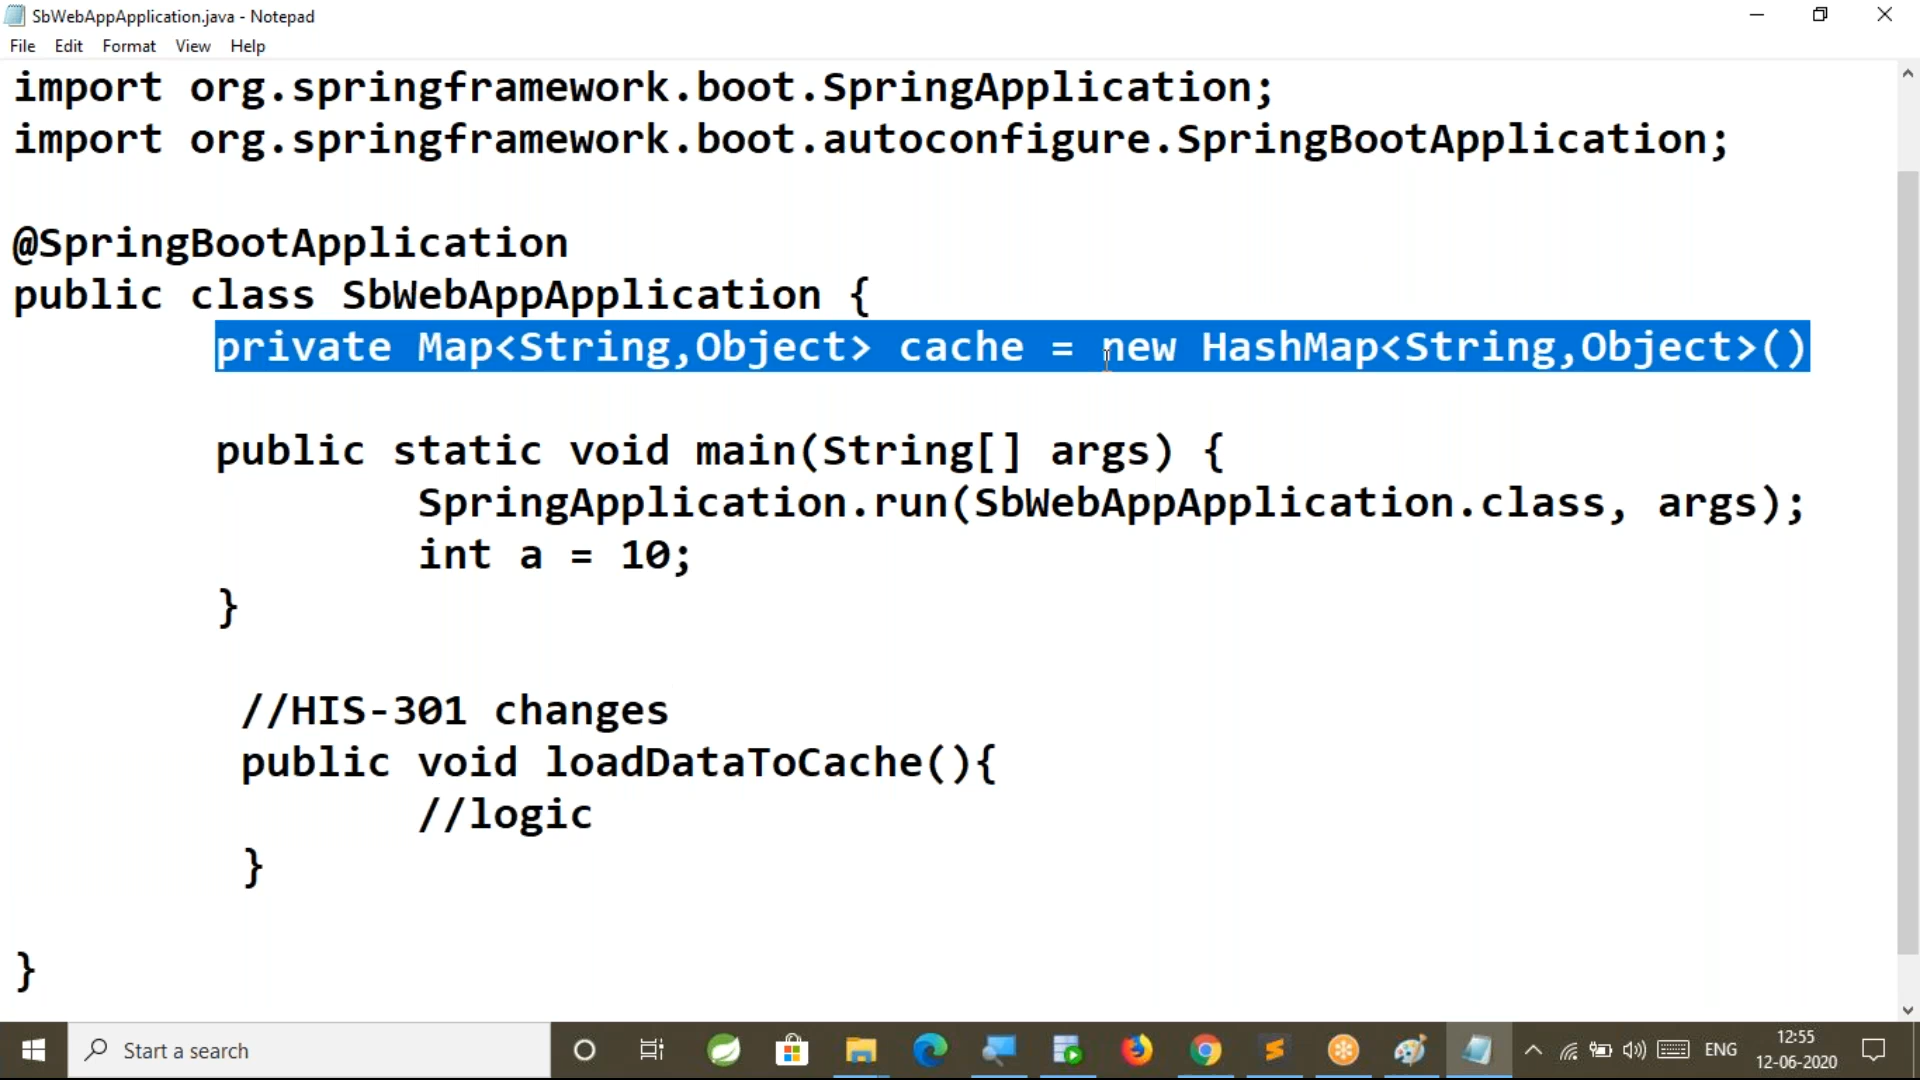 SbWebAppApplication.java - Notepad
File Edit Format View Help
import org.springframework.boot.SpringApplication;
import org.springframework.boot.autoconfigure.SpringBootApplication;
@SpringBootApplication
public class SbWebAppApplication {
private Map<String,Object> cache = new HashMap<String,Object>()
public static void main(String[] args) {
SpringApplication.run(SbWebAppApplication.class, args);
int a = 10;
}
//HIS-301 changes
public void loadDataToCache(){
//logic
}
}
Start a search
ENG
12:55
12-06-2020